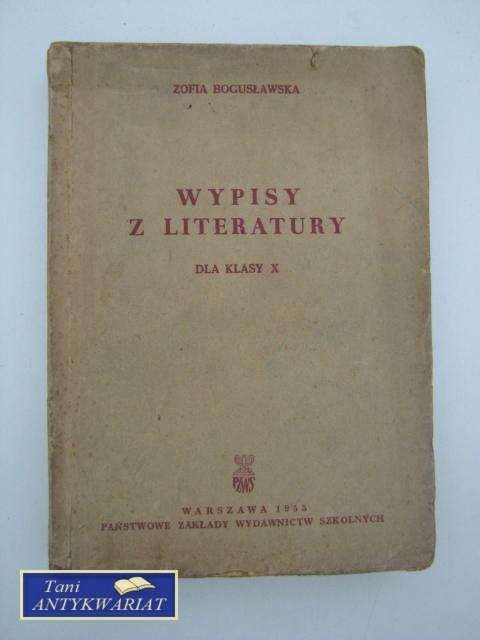 ZOFIA BOGUSŁAWSKA
WYPISY
Z LITERATURY
DLA KLASY X
PZWS
WARSZAWA 1955
PAŃSTWOWE ZAKŁADY WYDAWNICTW SZKOLNYCH
Tani
ANTYKWARIAT